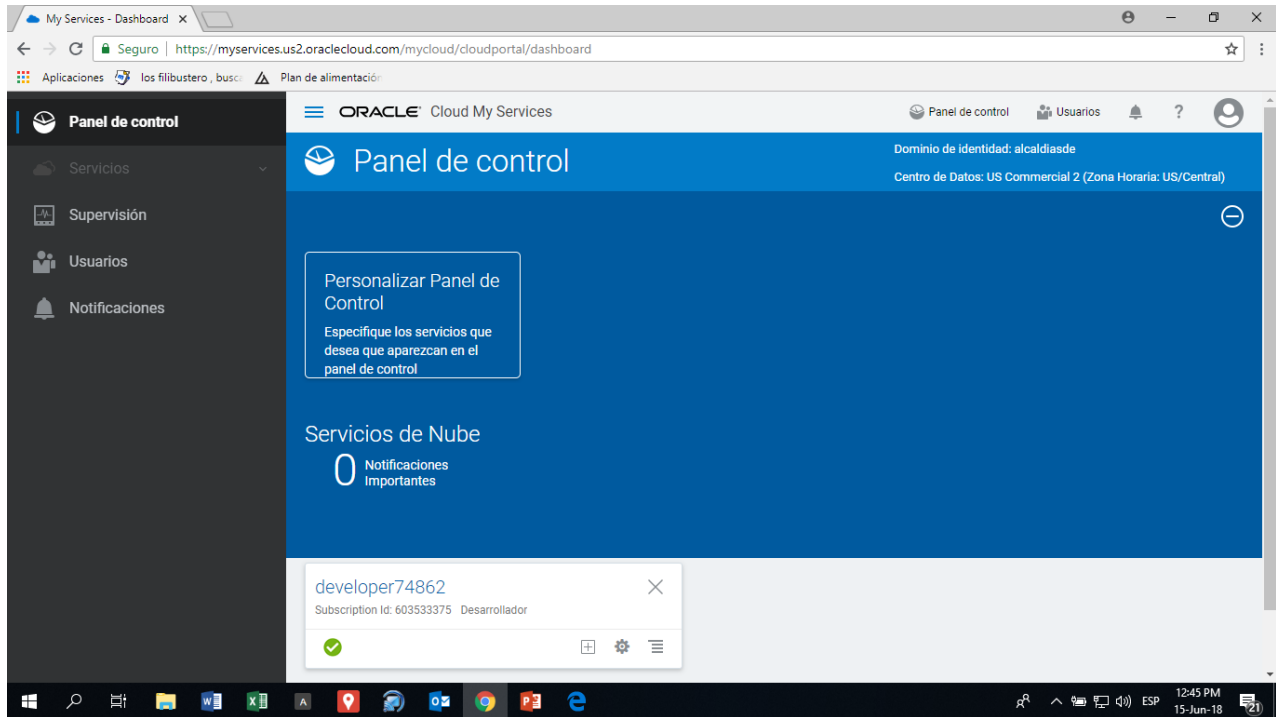 My Services - Dashboard
Seguro | https://myservices.us2.oraclecloud.com/mycloud/cloudportal/dashboard
Aplicaciones
los filibustero , busca
Plan de alimentación
Panel de control
Servicios
Supervisión
Usuarios
Notificaciones
ORACLE Cloud My Services
Panel de control
Usuarios
?
Panel de control
Dominio de identidad: alcaldiasde
Centro de Datos: US Commercial 2 (Zona Horaria: US/Central)
Personalizar Panel de
Control
Especifique los servicios que
desea que aparezcan en el
panel de control
Servicios de Nube
0 Notificaciones
Importantes
developer74862
Subscription Id: 603533375 Desarrollador
ESP
12:45 PM
15-Jun-18
21